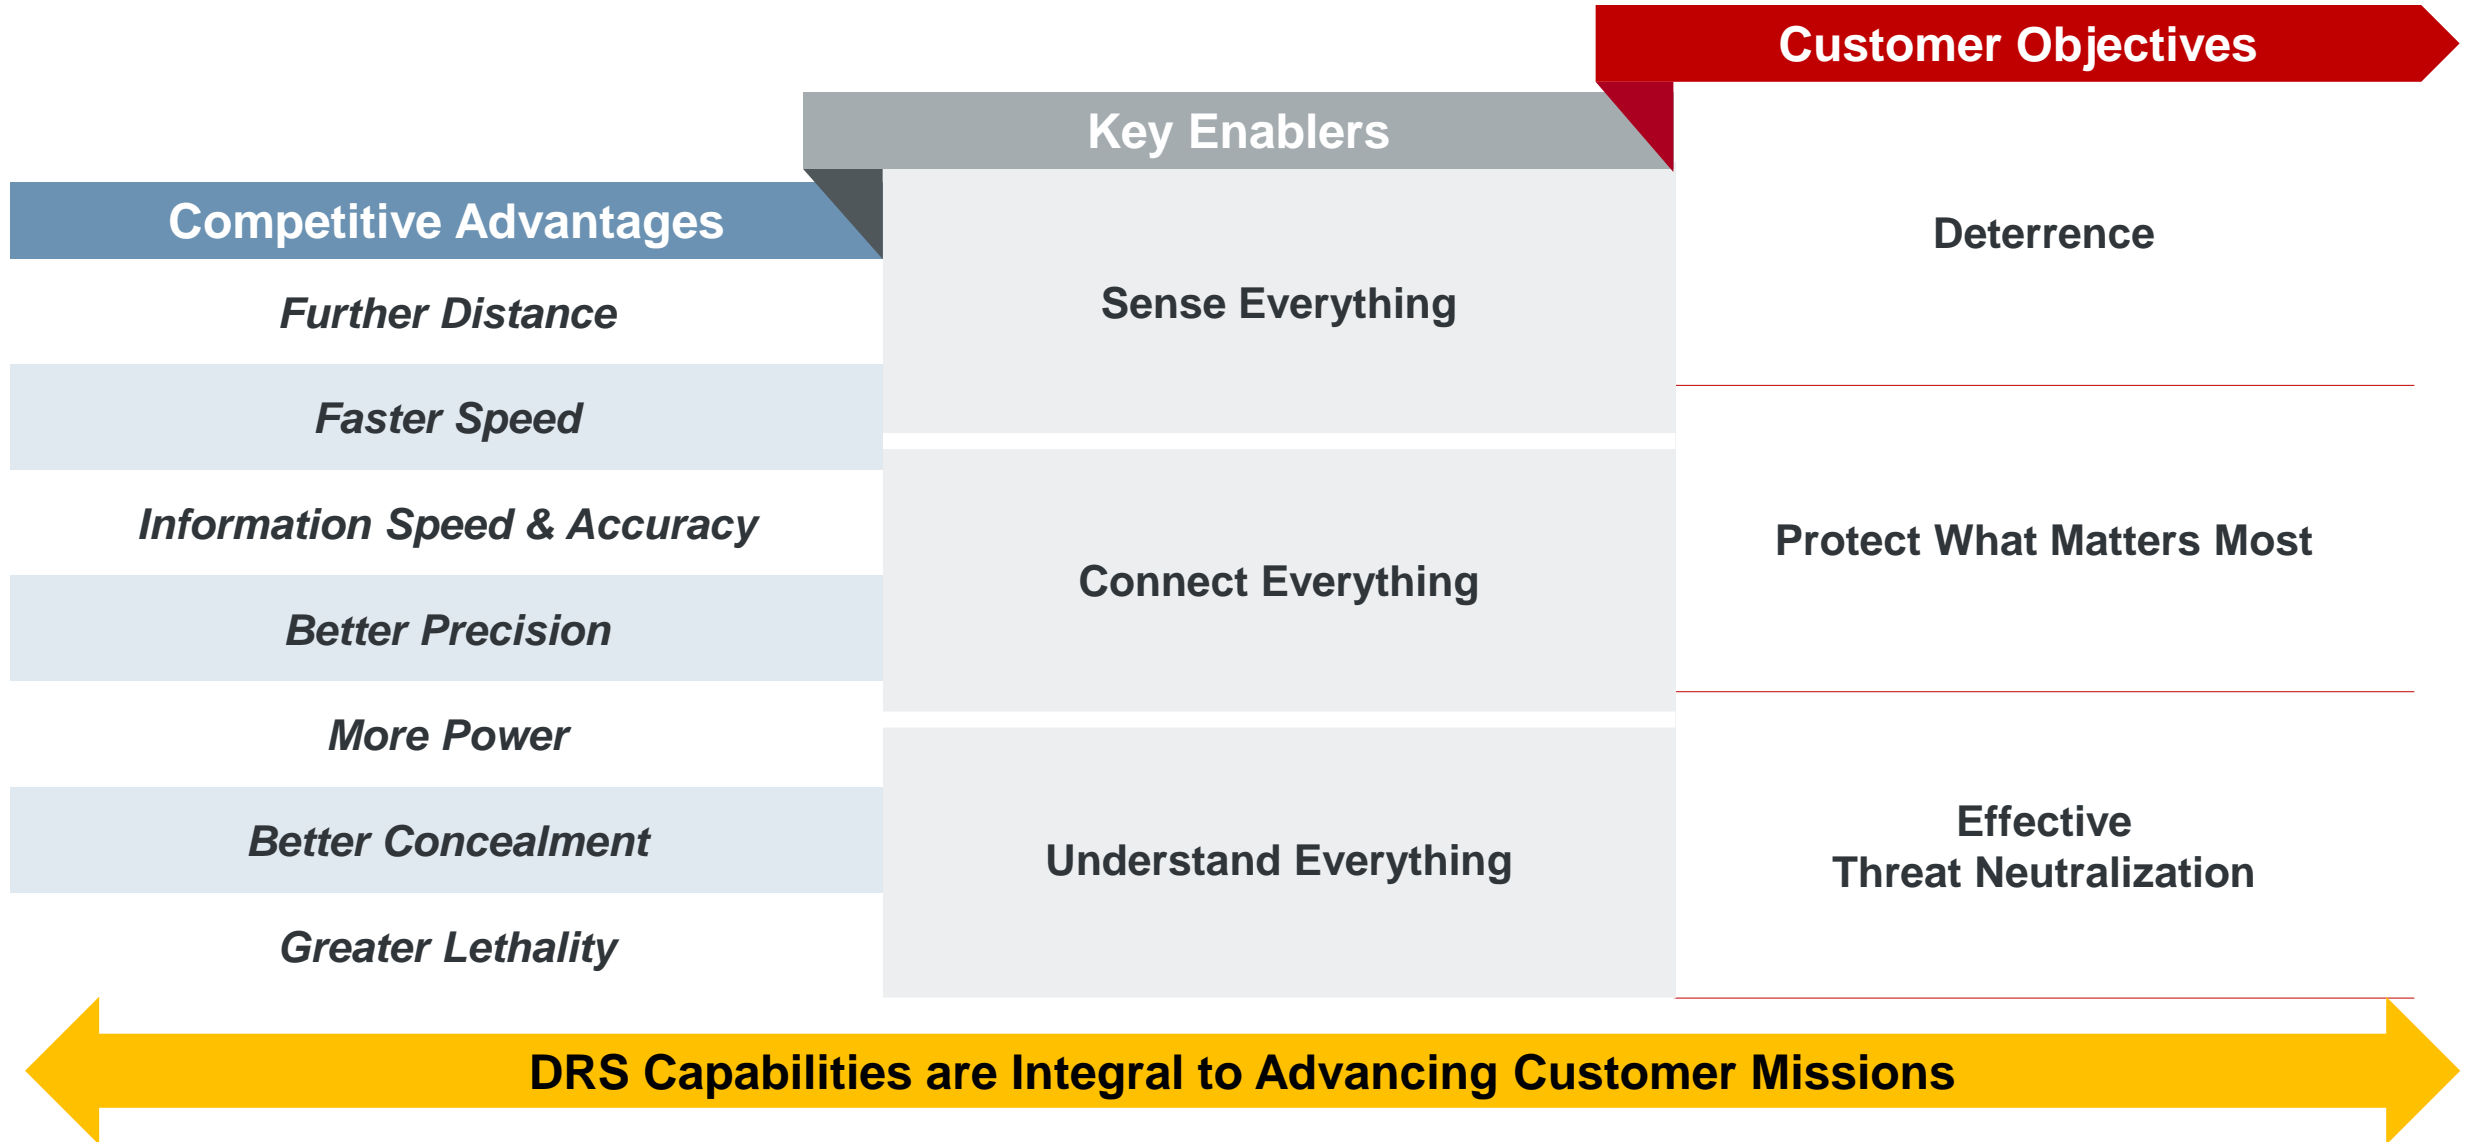 Customer Objectives
Key Enablers
Competitive Advantages
Further Distance
Faster Speed
Information Speed & Accuracy
Better Precision
More Power
Better Concealment
Greater Lethality
Sense Everything
Connect Everything
Understand Everything
Deterrence
Protect What Matters Most
Effective
Threat Neutralization
DRS Capabilities are Integral to Advancing Customer Missions